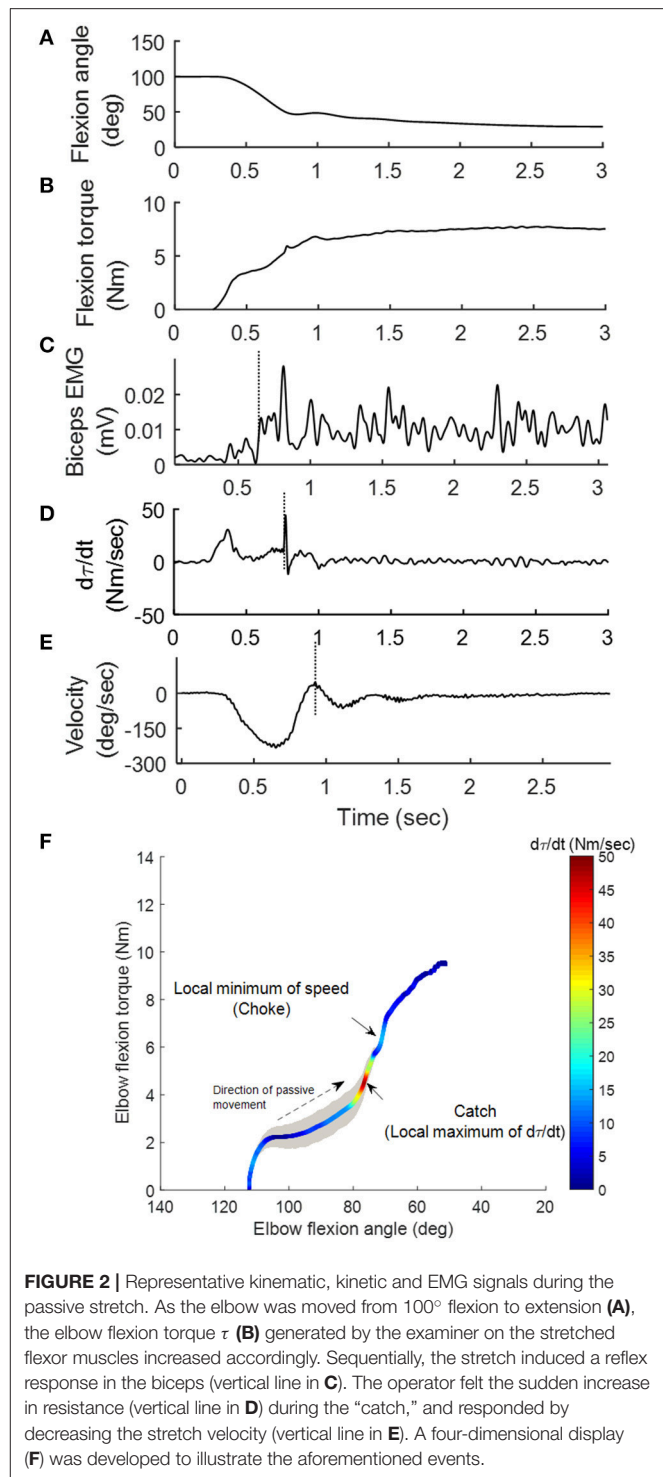 A
Flexion angle
(deg)
150
100
50
0
0 0.5 1 1.5 2 2.5 3
B
Flexion torque
(Nm)
10
5
0
0 0.5 1 1.5 2 2.5 3
C
Biceps EMG
(mV)
0.02
0.01
0
0.5 1 1.5 2 2.5 3
D
dτ/dt
(Nm/sec)
50
0
-50
0 0.5 1 1.5 2 2.5 3
E
Velocity
(deg/sec)
0
-150
-300
0 0.5 1 1.5 2 2.5
Time (sec)
F
dτ/dt (Nm/sec)
Elbow flexion torque (Nm)
14
12
10
8
6
4
2
0
140 120 100 80 60 40 20
Elbow flexion angle (deg)
Local minimum of speed
(Choke)
Direction of passive
movement
Catch
(Local maximum of dτ/dt)
50
45
40
35
30
25
20
15
10
5
0
FIGURE 2 | Representative kinematic, kinetic and EMG signals during the
passive stretch. As the elbow was moved from 100° flexion to extension (A),
the elbow flexion torque τ (B) generated by the examiner on the stretched
flexor muscles increased accordingly. Sequentially, the stretch induced a reflex
response in the biceps (vertical line in C). The operator felt the sudden increase
in resistance (vertical line in D) during the “catch,” and responded by
decreasing the stretch velocity (vertical line in E). A four-dimensional display
(F) was developed to illustrate the aforementioned events.